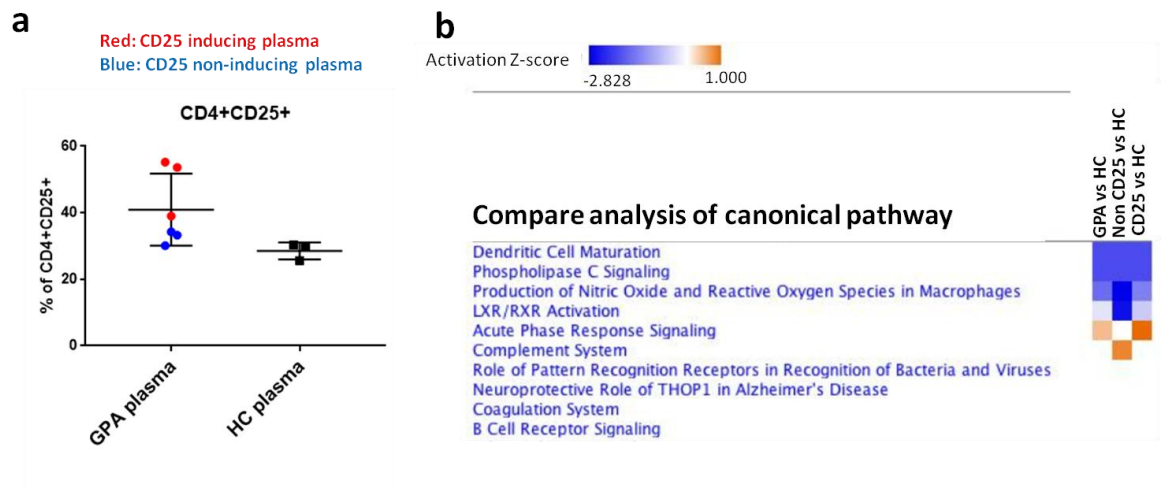 a
Red: CD25 inducing plasma
Blue: CD25 non-inducing plasma
CD4+CD25+
% of CD4+CD25+
60
40
20
0
GPA plasma
HC plasma
b
Activation Z-score
-2.828
1.000
GPA vs HC
Non CD25 vs HC
CD25 vs HC
Compare analysis of canonical pathway
Dendritic Cell Maturation
Phospholipase C Signaling
Production of Nitric Oxide and Reactive Oxygen Species in Macrophages
LXR/RXR Activation
Acute Phase Response Signaling
Complement System
Role of Pattern Recognition Receptors in Recognition of Bacteria and Viruses
Neuroprotective Role of THOP1 in Alzheimer's Disease
Coagulation System
B Cell Receptor Signaling